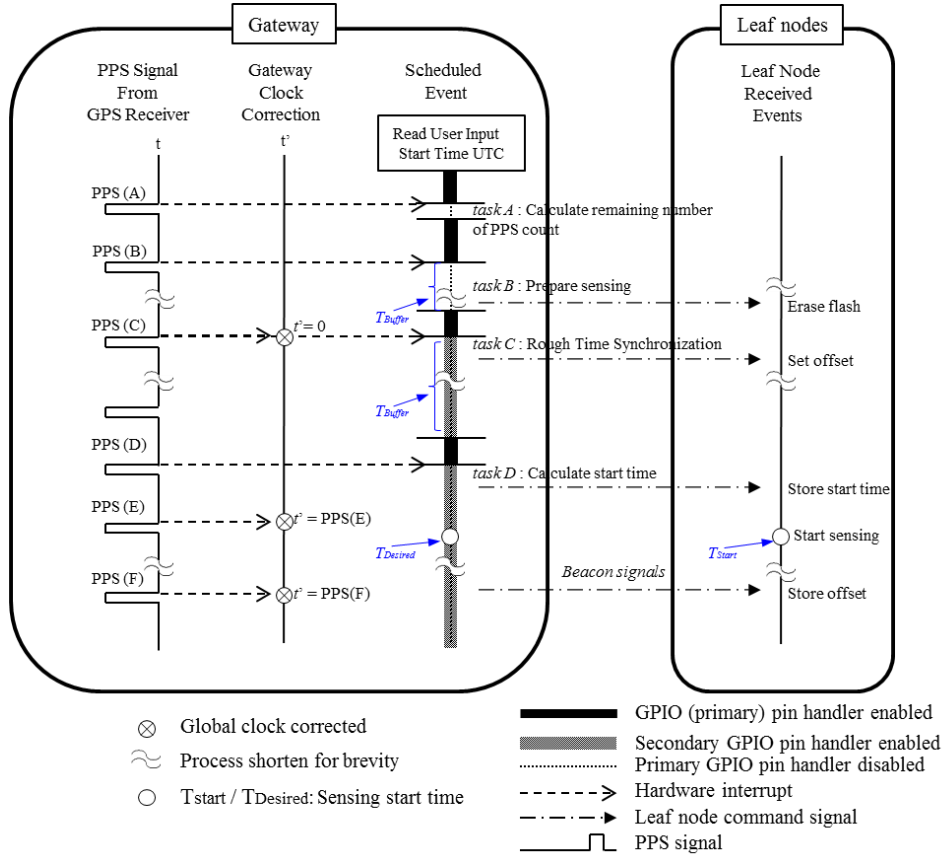 Gateway
Leaf nodes
PPS Signal
From
GPS Receiver
Gateway
Clock
Correction
Scheduled
Event
Leaf Node
Received
Events
t
t'
Read User Input
Start Time UTC
PPS (A)
task A : Calculate remaining number
of PPS count
PPS (B)
task B : Prepare sensing
Erase flash
TBuffer
PPS (C)
t' = 0
task C : Rough Time Synchronization
Set offset
TBuffer
PPS (D)
task D : Calculate start time
Store start time
PPS (E)
t' = PPS(E)
TDesired
TStart
Start sensing
PPS (F)
t' = PPS(F)
Beacon signals
Store offset
Global clock corrected
Process shorten for brevity
Tstart / TDesired: Sensing start time
GPIO (primary) pin handler enabled
Secondary GPIO pin handler enabled
Primary GPIO pin handler disabled
Hardware interrupt
Leaf node command signal
PPS signal